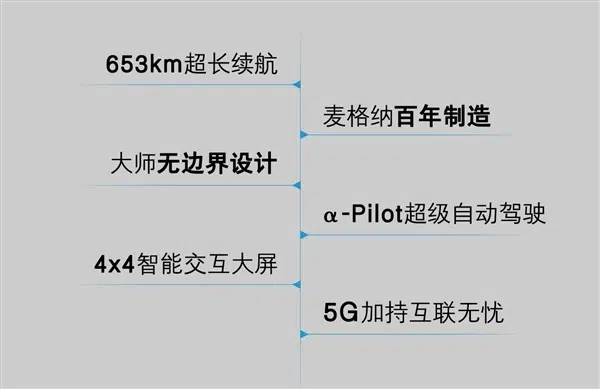 653km超长续航
麦格纳百年制造
大师无边界设计
α-Pilot超级自动驾驶
4x4智能交互大屏
5G加持互联无忧